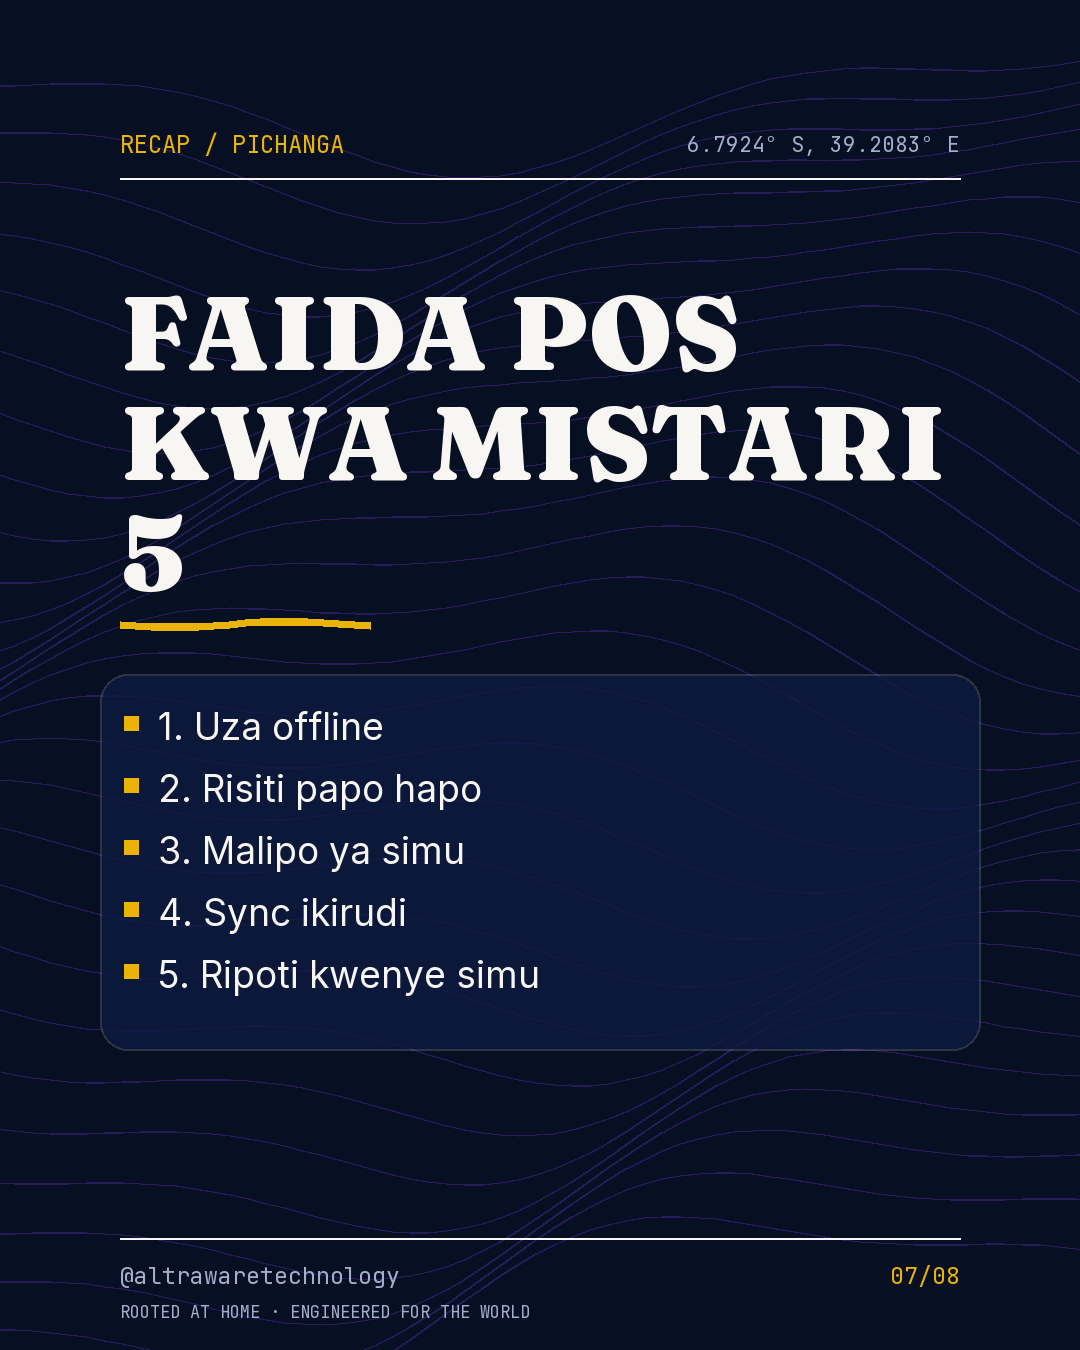 RECAP / PICHANGA
6.7924° S, 39.2083° E
FAIDA POS
KWA MISTARI
5
1. Uza offline
2. Risiti papo hapo
3. Malipo ya simu
4. Sync ikirudi
5. Ripoti kwenye simu
@altrawaretechnology
07/08
ROOTED AT HOME · ENGINEERED FOR THE WORLD